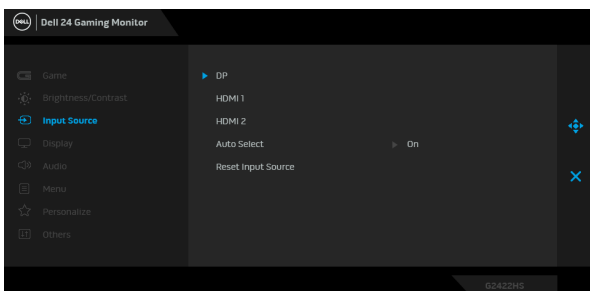 DELL Dell 24 Gaming Monitor
Game
Brightness/Contrast
Input Source
Display
Audio
Menu
Personalize
Others
DP
HDMI 1
HDMI 2
Auto Select On
Reset Input Source
G2422HS